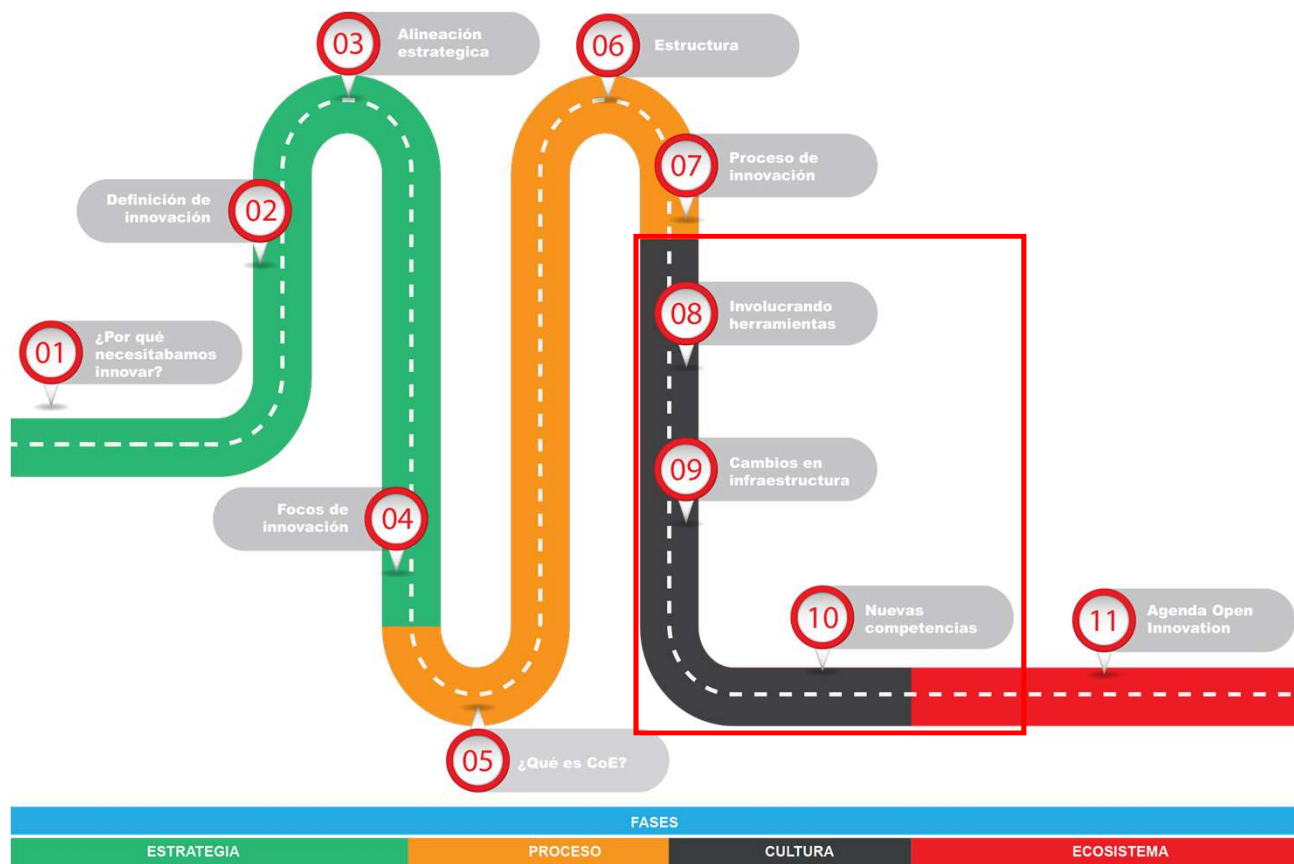 01
¿Por qué
necesitabamos
innovar?
02
Definición de
innovación
03
Alineación
estrategica
04
Focos de
innovación
05
¿Qué es CoE?
06
Estructura
07
Proceso de
innovación
08
Involucrando
herramientas
09
Cambios en
infraestructura
10
Nuevas
competencias
11
Agenda Open
Innovation
FASES
ESTRATEGIA
PROCESO
CULTURA
ECOSISTEMA